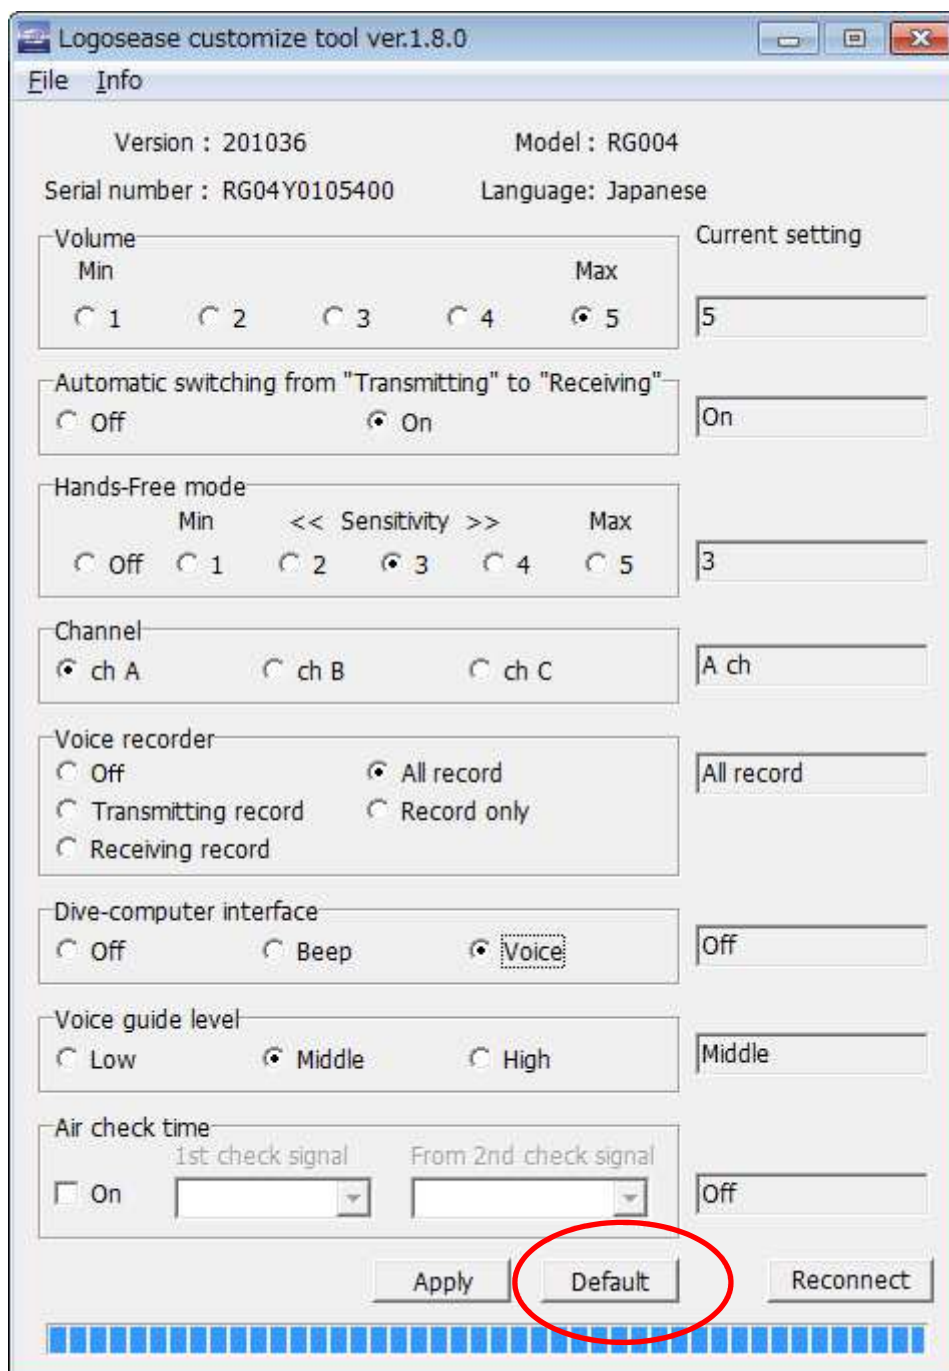 Logosease customize tool ver.1.8.0
File Info
Version : 201036 Model : RG004
Serial number : RG04Y0105400 Language: Japanese
Volume Current setting
Min Max
1 2 3 4 5 5
Automatic switching from "Transmitting" to "Receiving"
Off On On
Hands-Free mode
Min << Sensitivity >> Max
Off 1 2 3 4 5 3
Channel
ch A ch B ch C A ch
Voice recorder
Off All record All record
Transmitting record Record only
Receiving record
Dive-computer interface
Off Beep Voice Off
Voice guide level
Low Middle High Middle
Air check time
1st check signal From 2nd check signal
On Off
Apply Default Reconnect